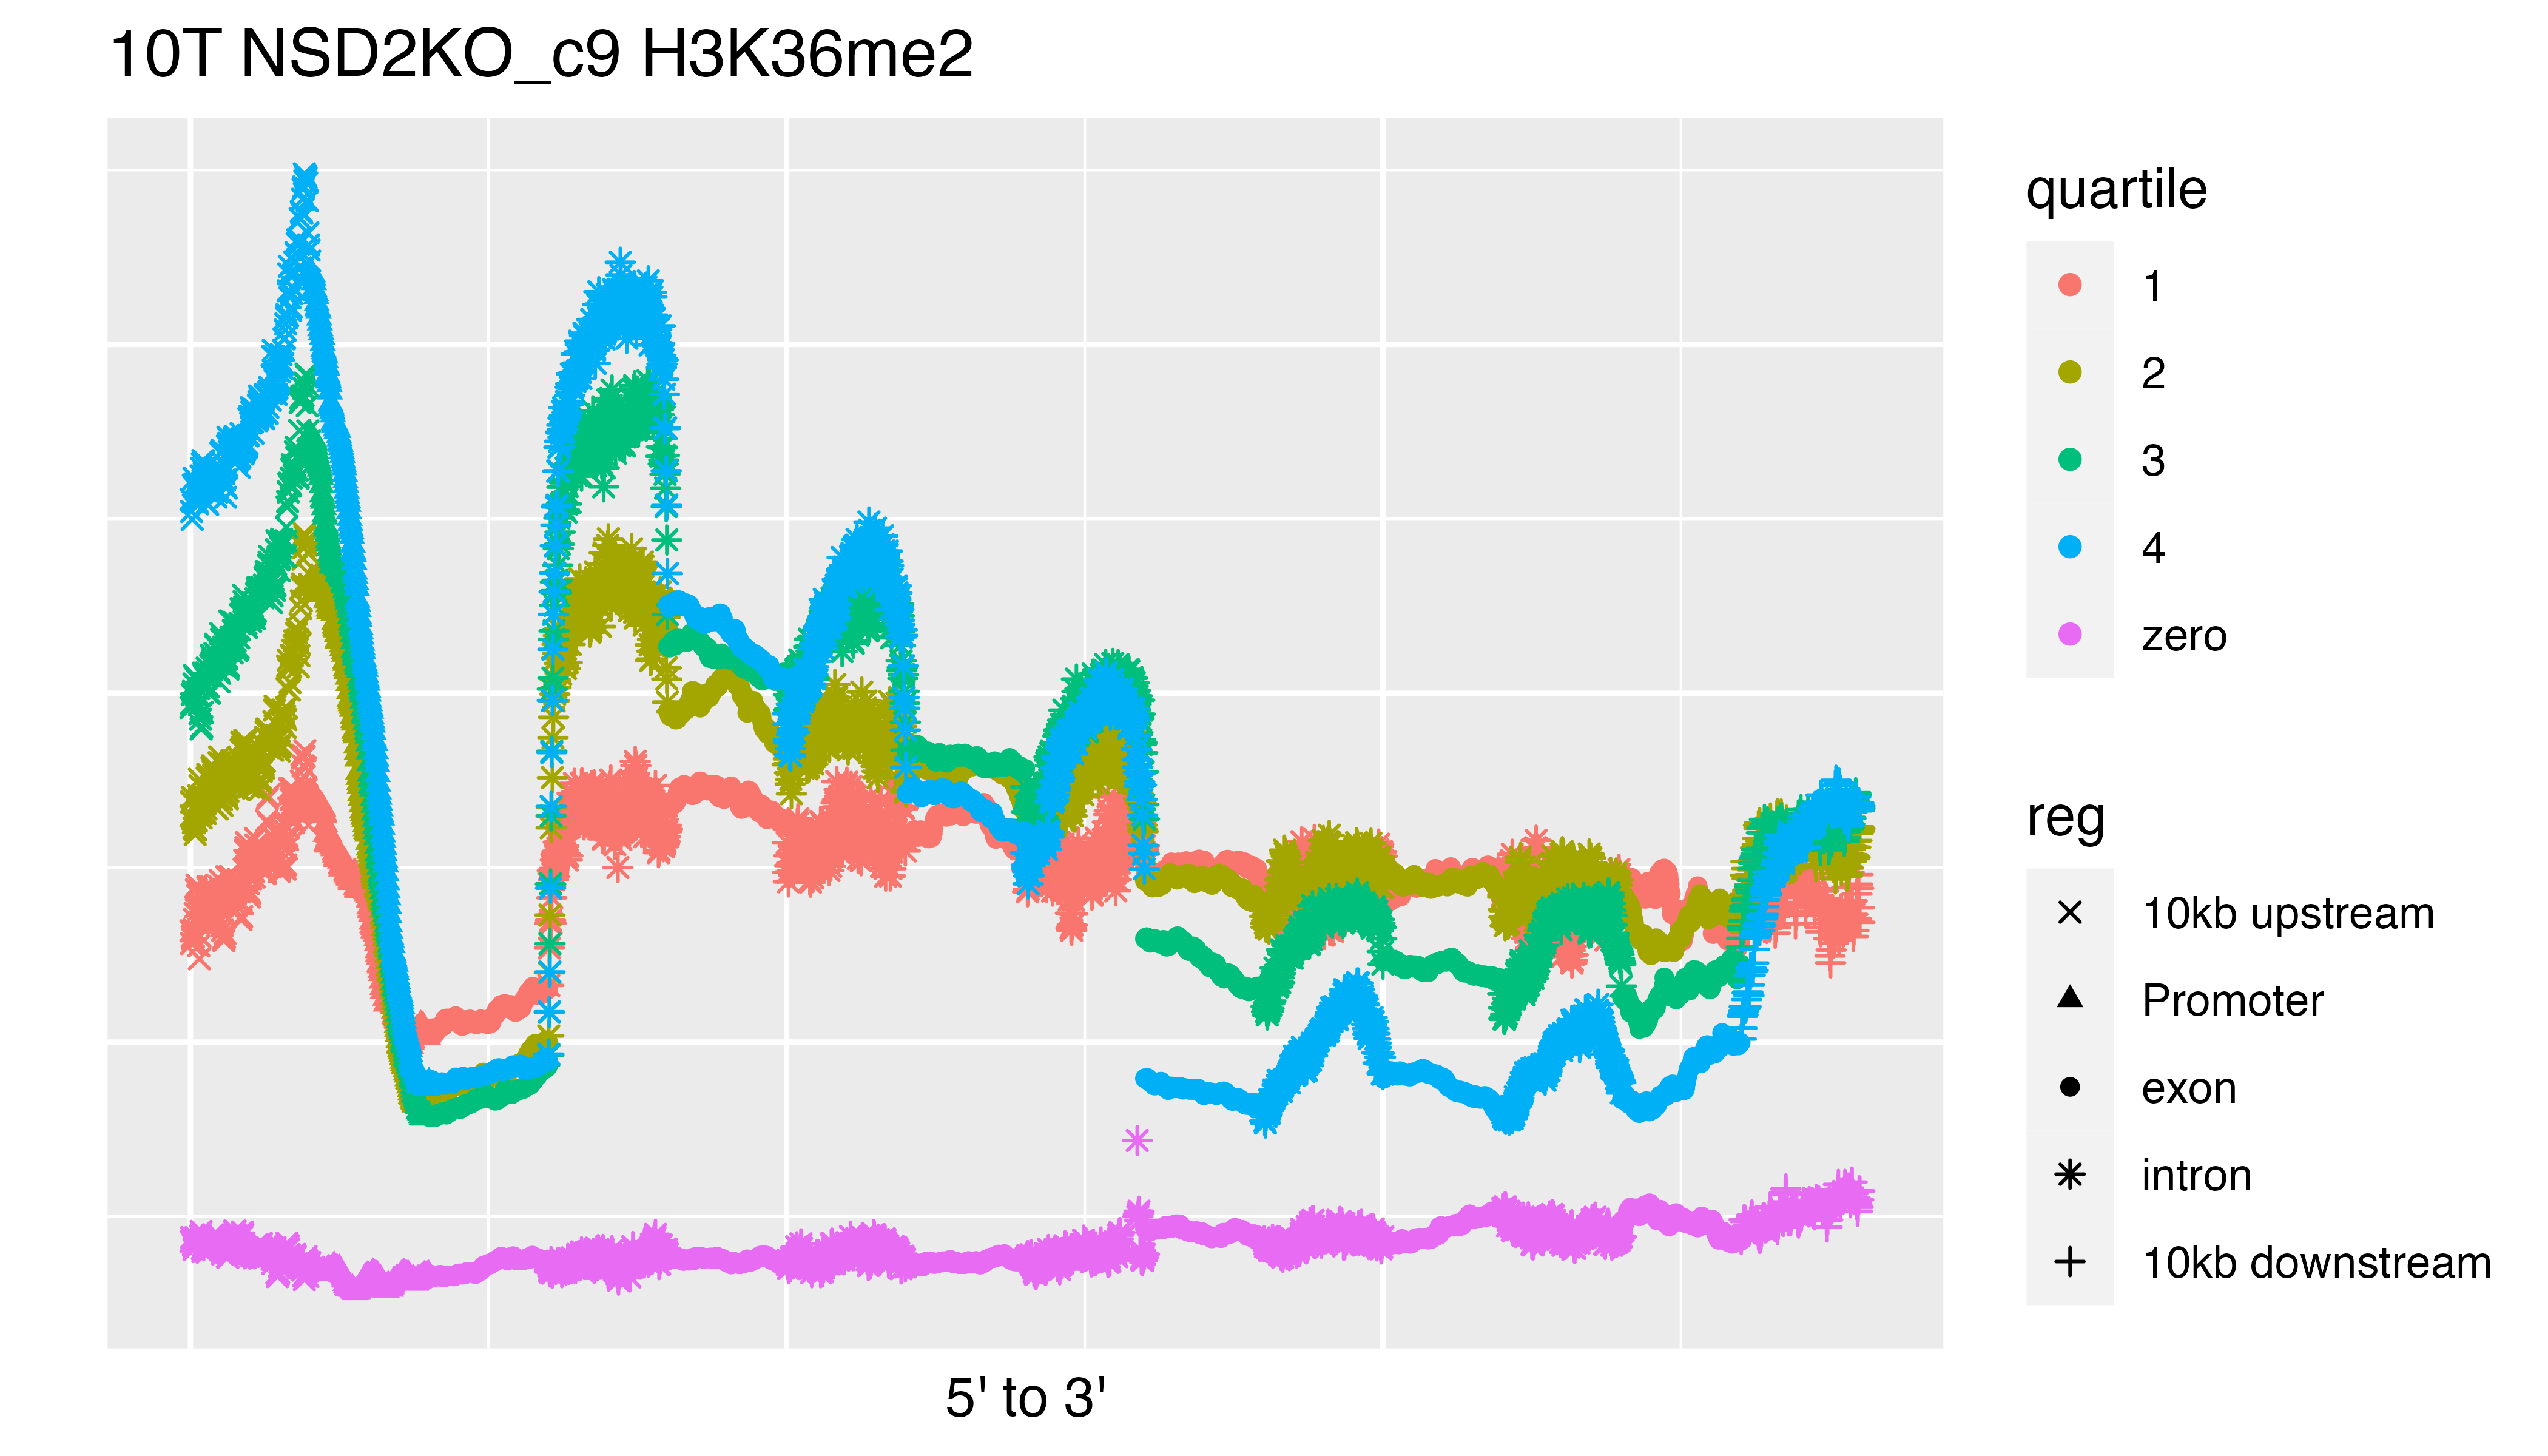 10T NSD2KO_c9 H3K36me2
quartile
1
2
3
4
zero
reg
10kb upstream
Promoter
exon
intron
10kb downstream
5' to 3'